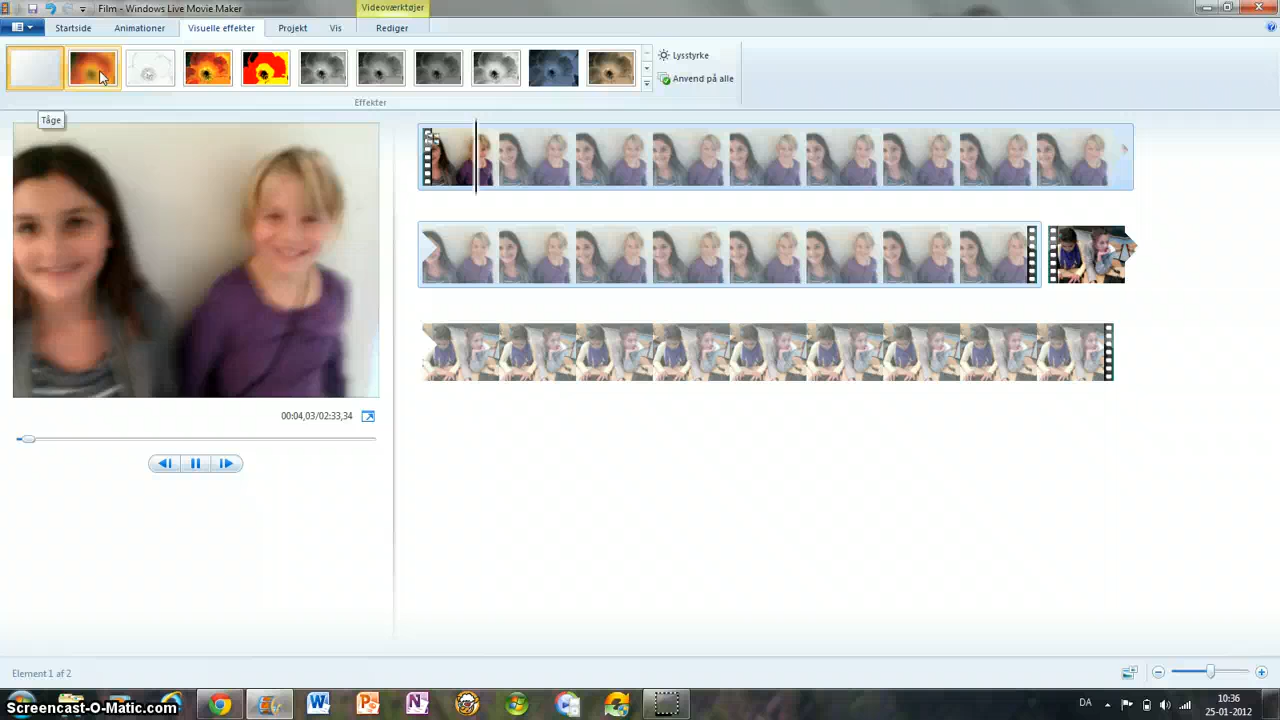 Film - Windows Live Movie Maker
Videoværktøjer
Startside
Animationer
Visuelle effekter
Projekt
Vis
Rediger
Lysstyrke
Anvend på alle
Effekter
Tåge
00:04,03/02:33,34
Element 1 af 2
DA
10:36
25-01-2012
Screencast-O-Matic.com